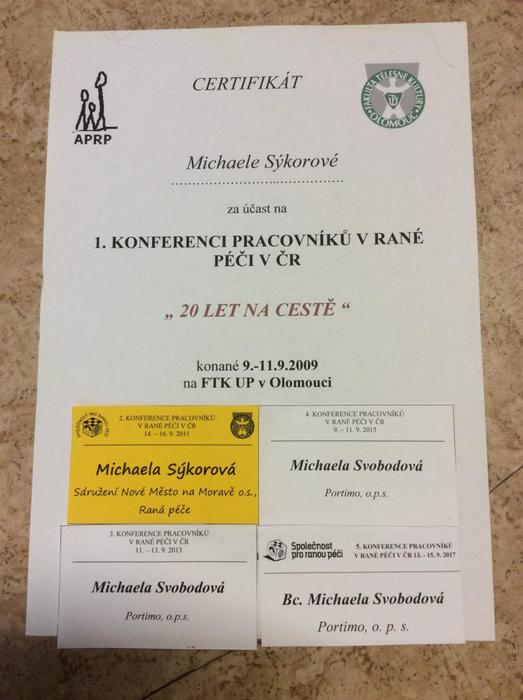 CERTIFIKÁT
APRP
FAKULTA TĚLESNÉ KULTURY
OLOMOUC
Michaele Sýkorové
za účast na
1. KONFERENCI PRACOVNÍKŮ V RANÉ
PÉČI V ČR
„ 20 LET NA CESTĚ “
konané 9.-11.9.2009
na FTK UP v Olomouci
2. KONFERENCE PRACOVNÍKŮ
V RANÉ PÉČI V ČR
14. – 16. 9. 2011
Michaela Sýkorová
Sdružení Nové Město na Moravě o.s.,
Raná péče
4. KONFERENCE PRACOVNÍKŮ
V RANÉ PÉČI V ČR
9. – 11. 9. 2015
Michaela Svobodová
Portimo, o.p.s.
3. KONFERENCE PRACOVNÍKŮ
V RANÉ PÉČI V ČR
11. – 13. 9. 2013
Michaela Svobodová
Portimo, o.p.s.
Společnost
pro ranou péči
5. KONFERENCE PRACOVNÍKŮ
V RANÉ PÉČI V ČR 13. - 15. 9. 2017
Bc. Michaela Svobodová
Portimo, o. p. s.